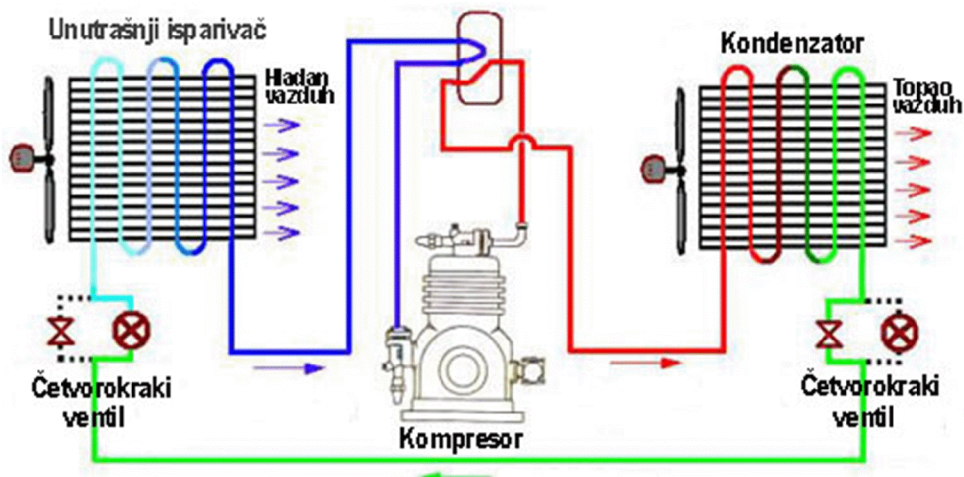 Unutrašnji isparivač
Hladan
vazduh
Kondenzator
Topao
vazduh
Četvorokraki
ventil
Kompresor
Četvorokraki
ventil